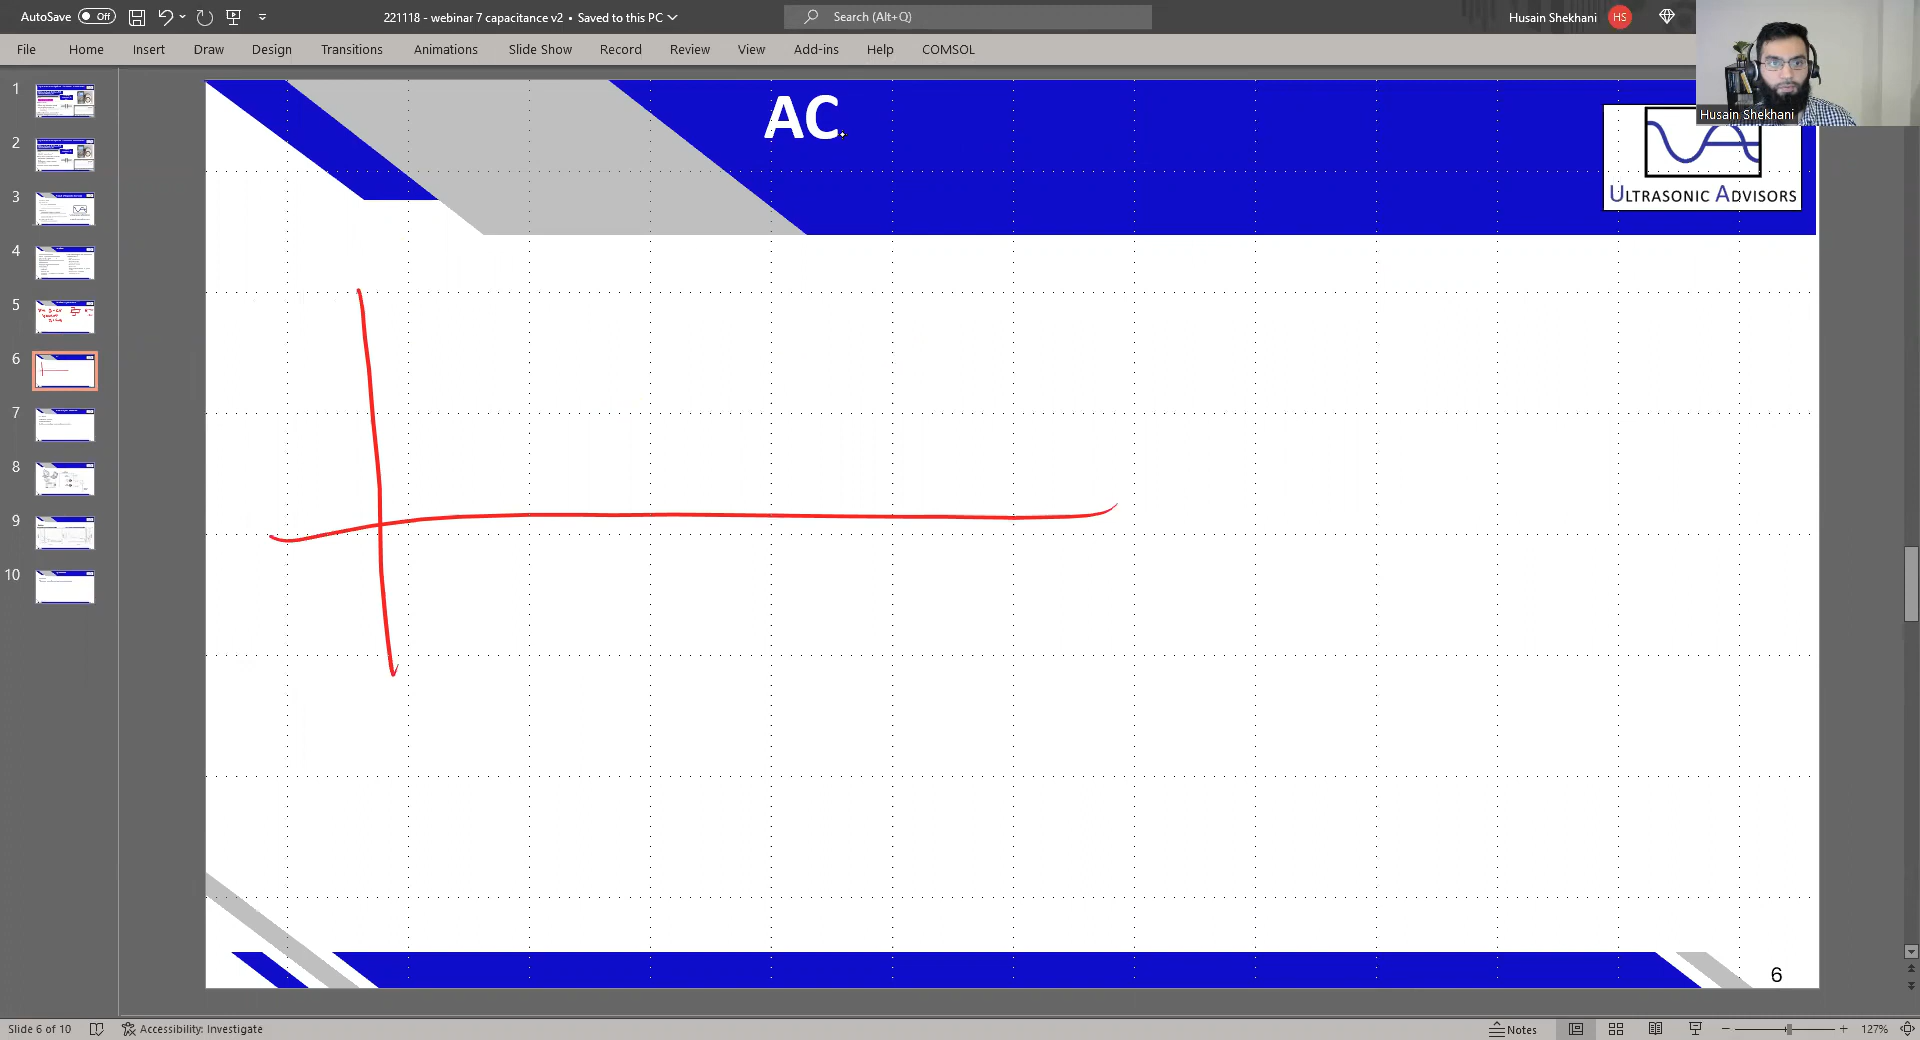 AutoSave Off 221118 - webinar 7 capacitance v2 • Saved to this PC Search (Alt+Q) Husain Shekhani HS
File Home Insert Draw Design Slide Show Transitions Animations Record Review View Add-ins Help COMSOL
Husain Shekhani
AC
ULTRASONIC ADVISORS
1
2
3
4
5
6
7
8
9
10
6
Slide 6 of 10 Accessibility: Investigate Notes 127%